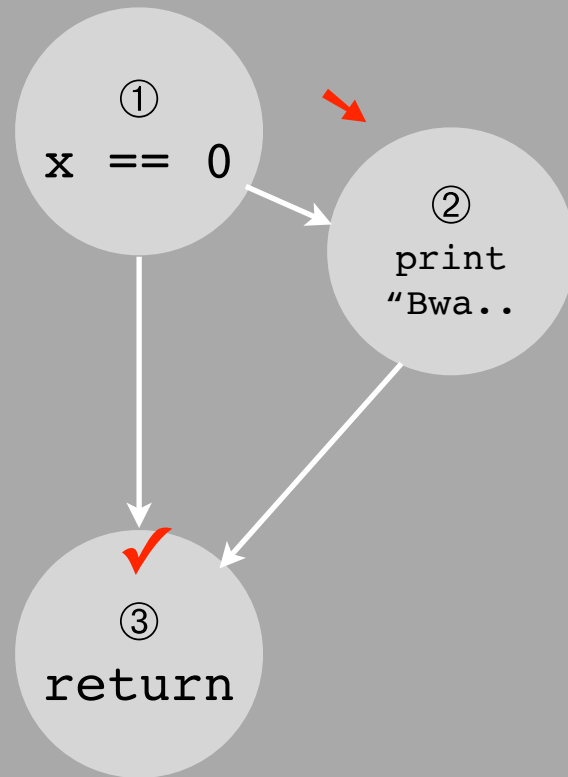 ①
x == 0
②
print
“Bwa..
③
return